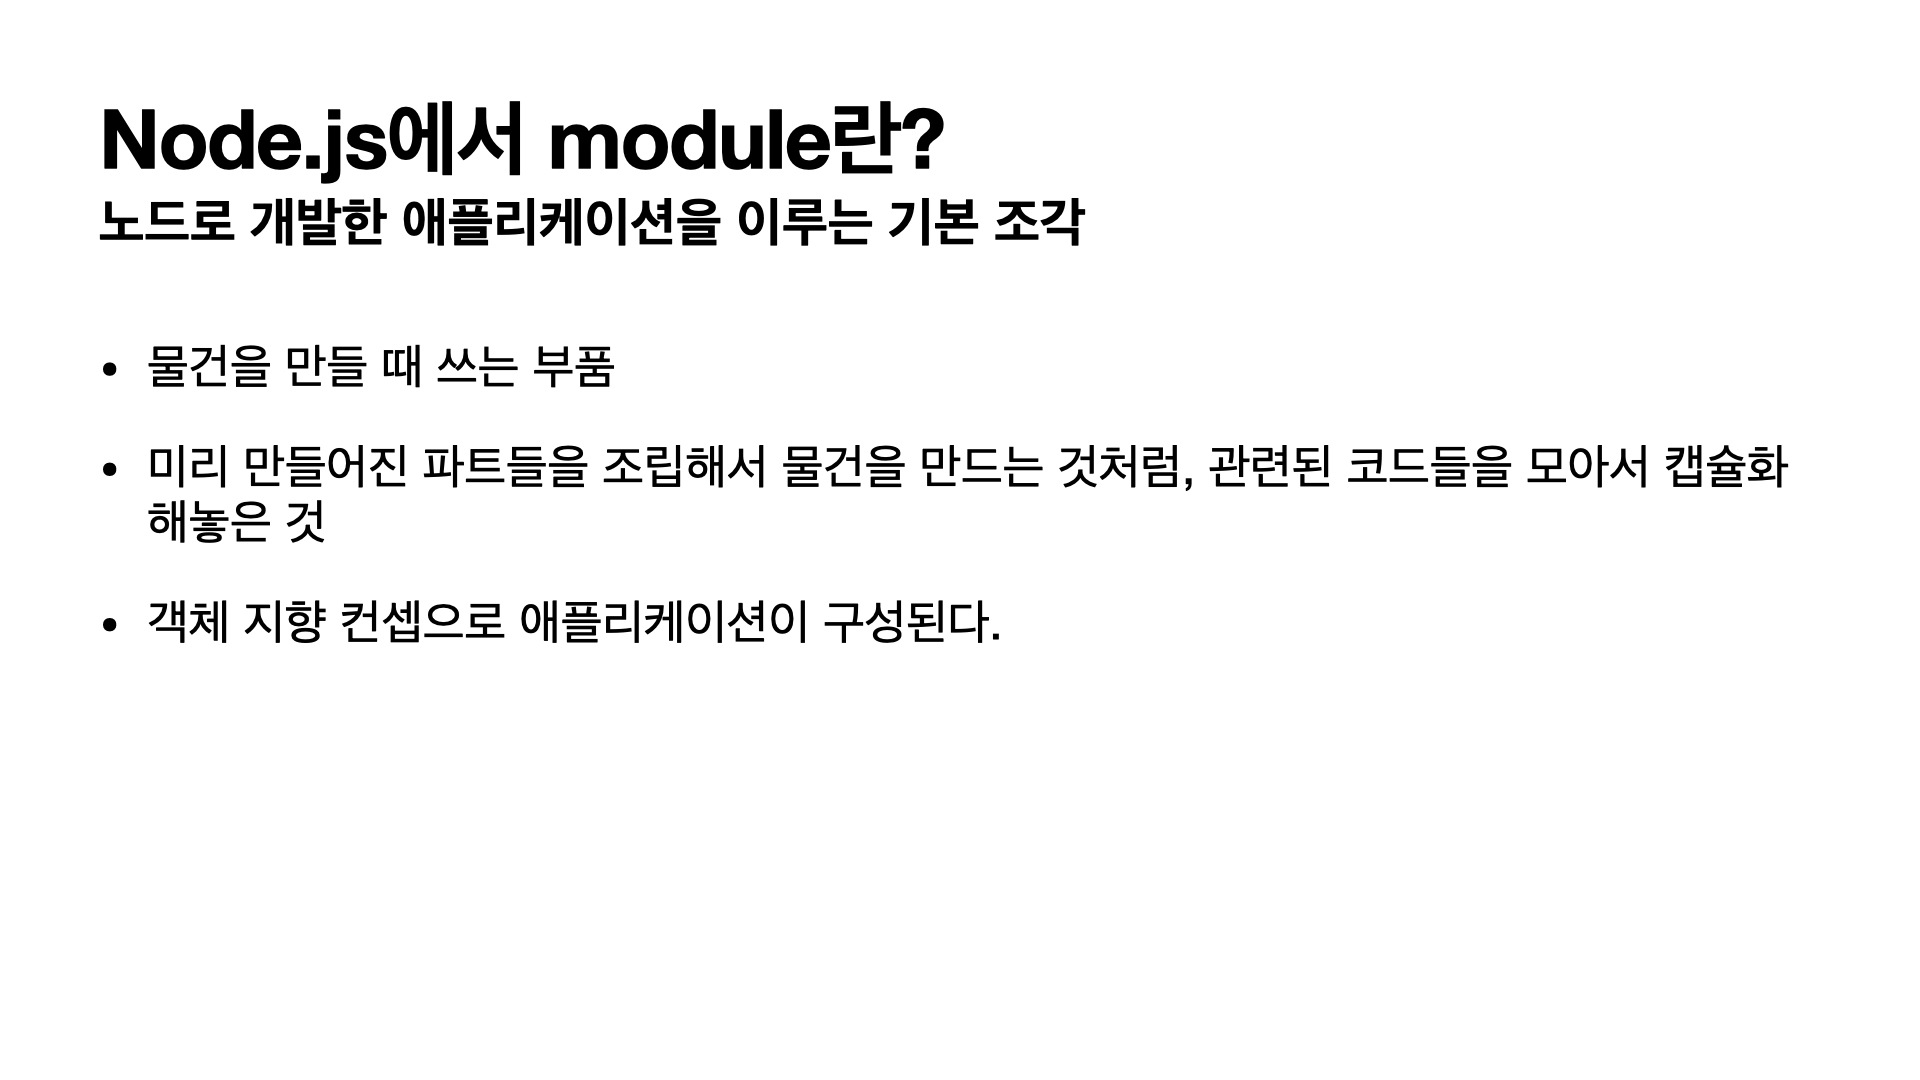 Node.js에서 module란?
노드로 개발한 애플리케이션을 이루는 기본 조각
• 물건을 만들 때 쓰는 부품
• 미리 만들어진 파트들을 조립해서 물건을 만드는 것처럼, 관련된 코드들을 모아서 캡슐화
해놓은 것
• 객체 지향 컨셉으로 애플리케이션이 구성된다.